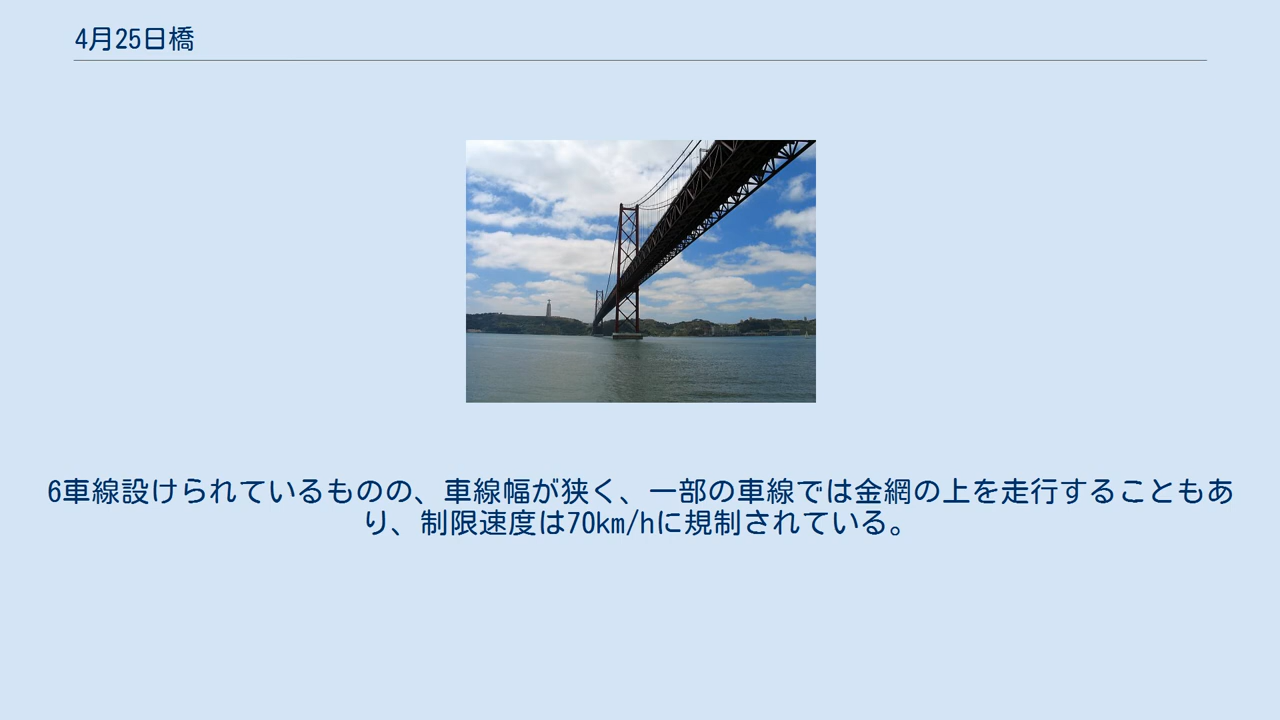 4月25日橋
6車線設けられているものの、車線幅が狭く、一部の車線では金網の上を走行することもあ
り、制限速度は70km/hに規制されている。